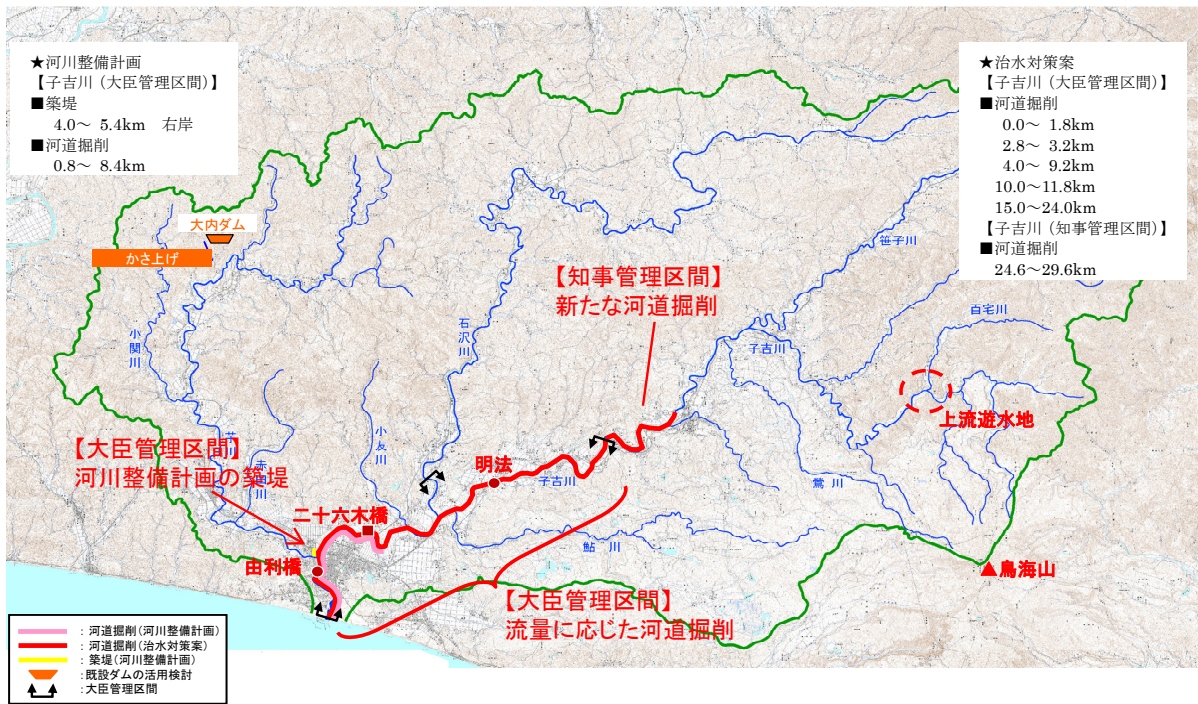 ★河川整備計画
【子吉川（大臣管理区間）】
■築堤
4.0～ 5.4km 右岸
■河道掘削
0.8～ 8.4km
★治水対策案
【子吉川（大臣管理区間）】
■河道掘削
0.0～ 1.8km
2.8～ 3.2km
4.0～ 9.2km
10.0～11.8km
15.0～24.0km
【子吉川（知事管理区間）】
■河道掘削
24.6～29.6km
大内ダム
かさ上げ
笹子川
【知事管理区間】
新たな河道掘削
百宅川
石沢川
小関川
子吉川
上流遊水地
小友川
芋川
赤田川
【大臣管理区間】
河川整備計画の築堤
明法
子吉川
鶯川
二十六木橋
鮎川
由利橋
鳥海山
【大臣管理区間】
流量に応じた河道掘削
：河道掘削(河川整備計画)
：河道掘削(治水対策案)
：築堤(河川整備計画)
：既設ダムの活用検討
：大臣管理区間